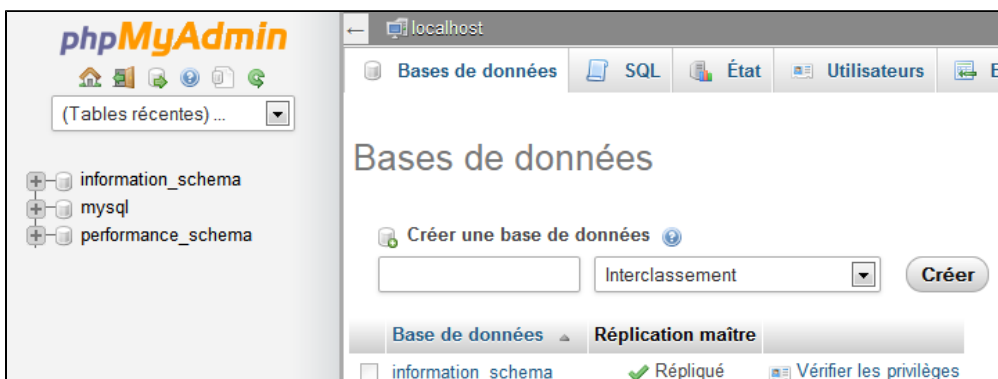 phpMyAdmin
(Tables récentes) ...
information_schema
mysql
performance_schema
← localhost
Bases de données SQL État Utilisateurs
Bases de données
Créer une base de données
Interclassement Créer
Base de données Réplication maître
information_schema Répliqué Vérifier les privilèges